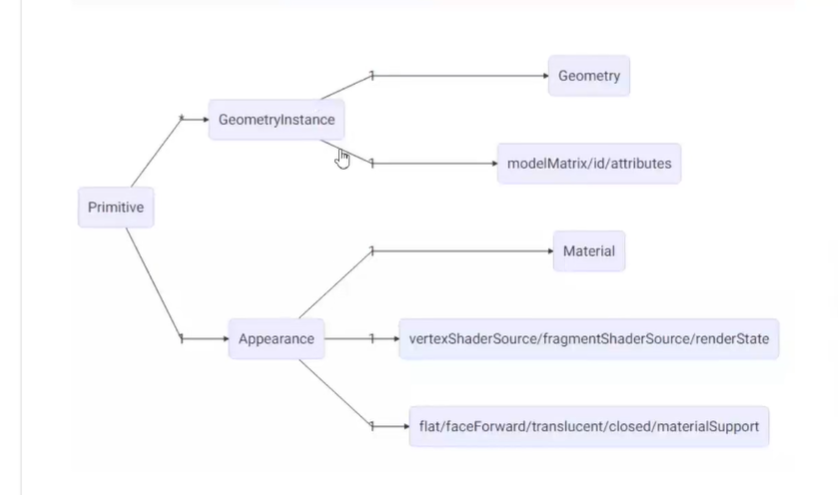 Geometry
GeometryInstance
modelMatrix/id/attributes
Primitive
Material
Appearance
vertexShaderSource/fragmentShaderSource/renderState
flat/faceForward/translucent/closed/materialSupport